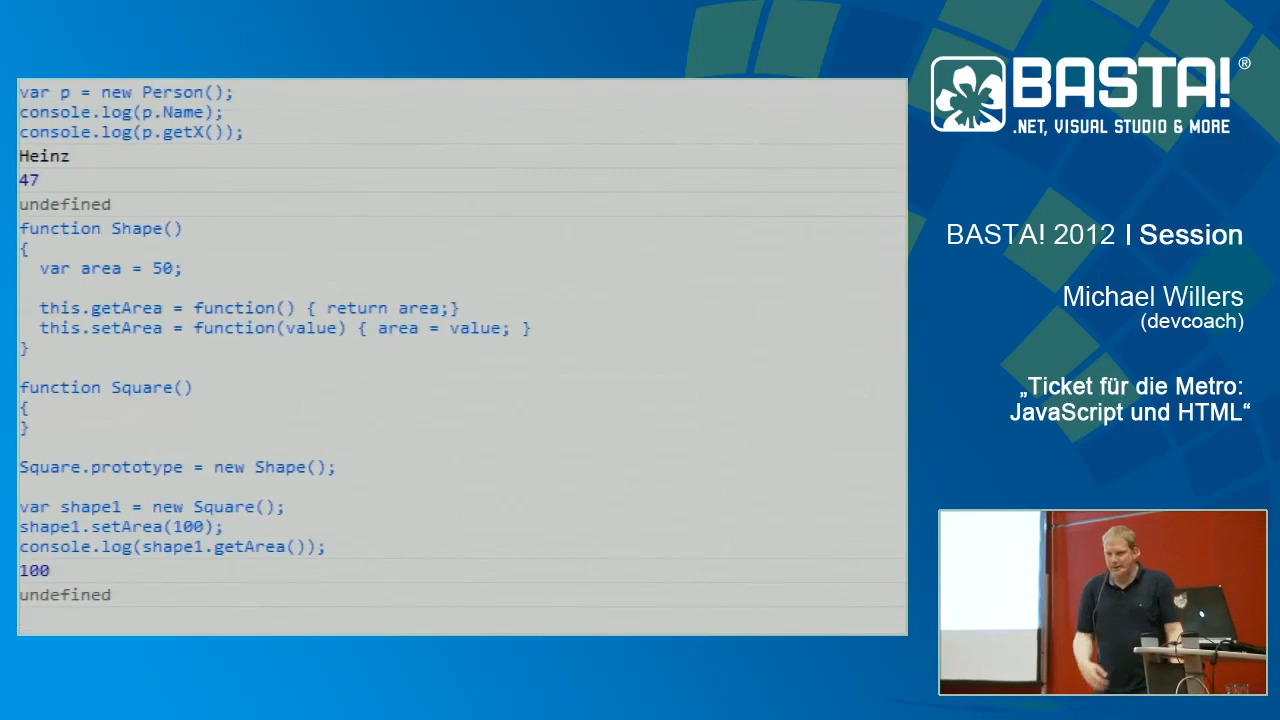 var p = new Person();
console.log(p.Name);
console.log(p.getX());
Heinz
47
undefined
function Shape()
{
  var area = 50;
  this.getArea = function() { return area;}
  this.setArea = function(value) { area = value; }
}
function Square()
{
}
Square.prototype = new Shape();
var shape1 = new Square();
shape1.setArea(100);
console.log(shape1.getArea());
100
undefined
BASTA!®
.NET, VISUAL STUDIO & MORE
BASTA! 2012 I Session
Michael Willers
(devcoach)
„Ticket für die Metro:
JavaScript und HTML“